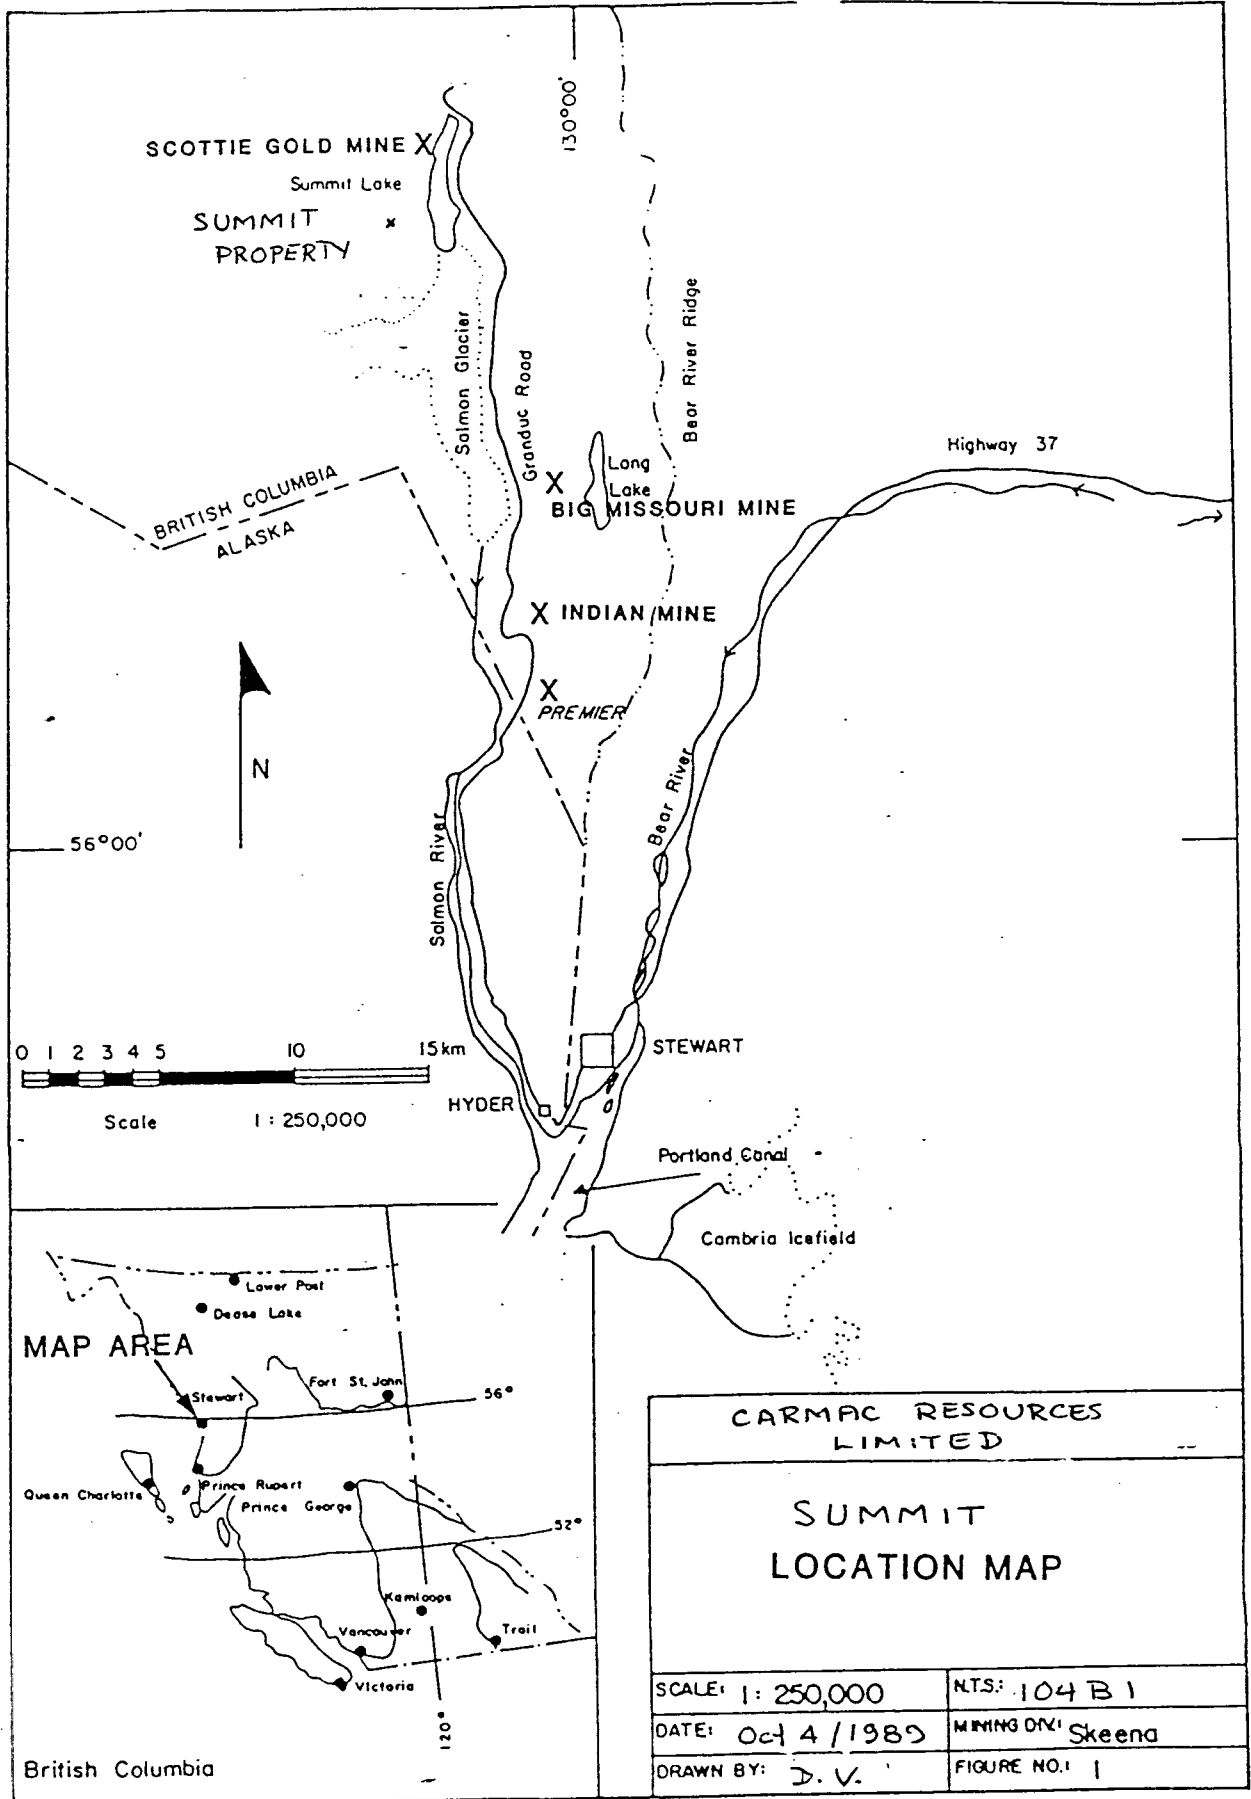 130°00'
SCOTTIE GOLD MINE X
Summit Lake
SUMMIT x
PROPERTY
Salmon Glacier
Granduc Road
Bear River Ridge
Highway 37
Long
Lake
X
BIG MISSOURI MINE
BRITISH COLUMBIA
ALASKA
X INDIAN MINE
X
PREMIER
N
Bear River
56°00'
Salmon River
0 1 2 3 4 5 10 15 km
Scale 1 : 250,000
STEWART
HYDER
Portland Canal
Cambria Icefield
Lower Post
Dease Lake
MAP AREA
Stewart
Fort St. John
56°
Queen Charlotte
Prince Rupert
Prince George
52°
Kamloops
Vancouver
Trail
Victoria
120°
British Columbia
CARMAC RESOURCES
LIMITED
SUMMIT
LOCATION MAP
SCALE: 1: 250,000
N.T.S.: 104 B 1
DATE: Oct 4 / 1989
MINING DIV: Skeena
DRAWN BY: D. V.
FIGURE NO.: 1